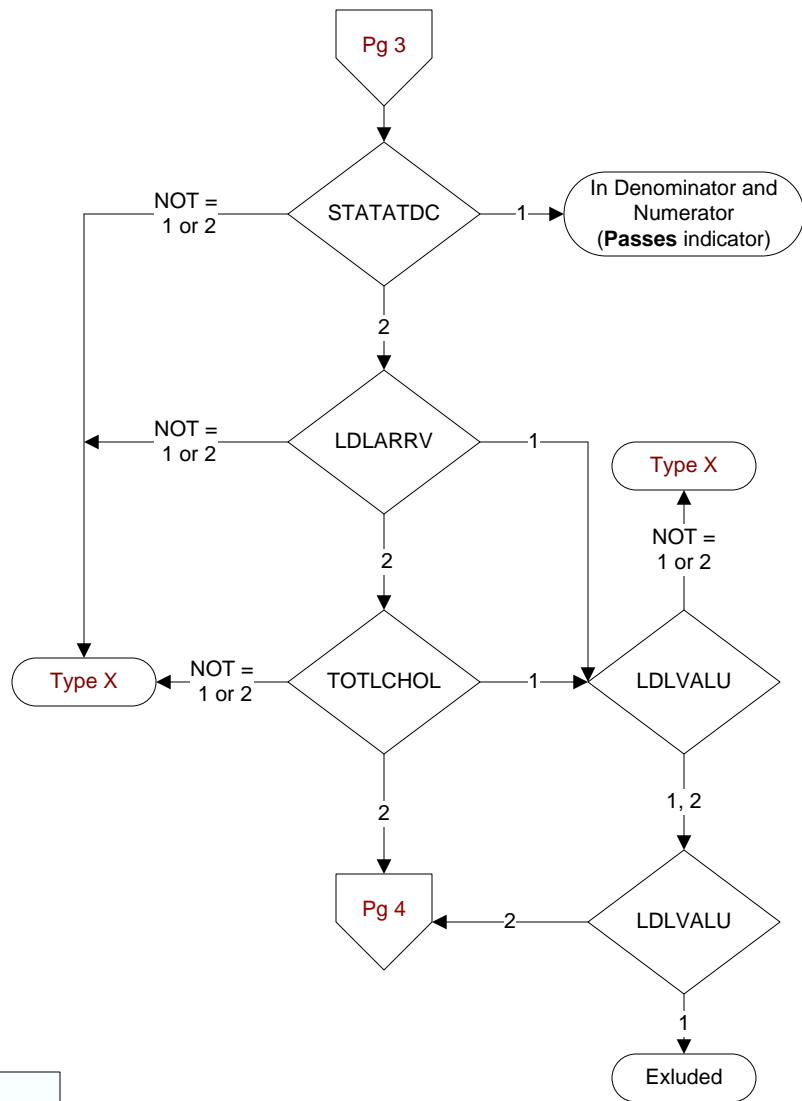 Pg 3
NOT =
1 or 2
STATATDC
1
In Denominator and
Numerator
(Passes indicator)
2
NOT =
1 or 2
LDLARRV
1
Type X
2
NOT =
1 or 2
Type X
NOT =
1 or 2
TOTLCHOL
1
LDLVALU
2
1, 2
Pg 4
2
LDLVALU
1
Exluded